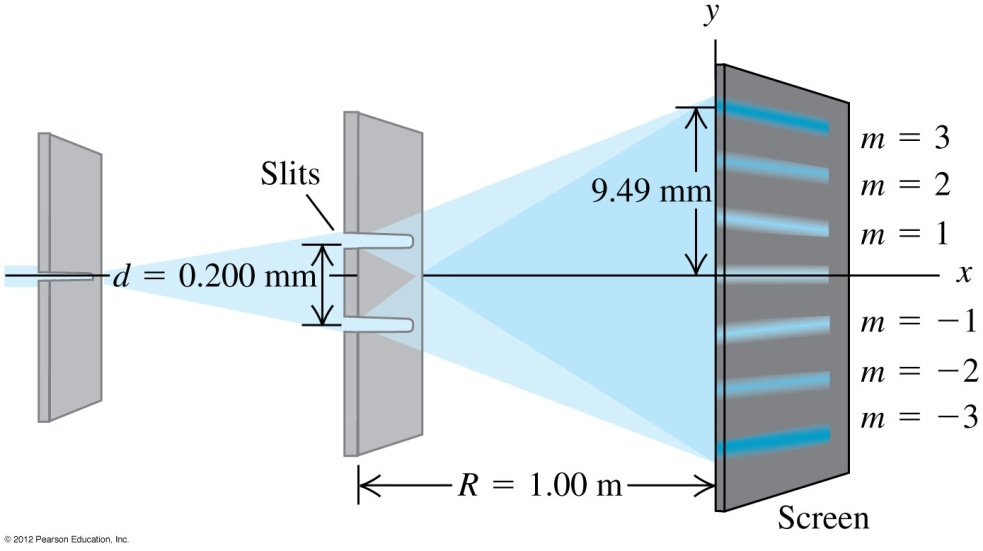 y
m = 3
Slits
m = 2
9.49 mm
m = 1
d = 0.200 mm
x
m = −1
m = −2
m = −3
R = 1.00 m
Screen
© 2012 Pearson Education, Inc.